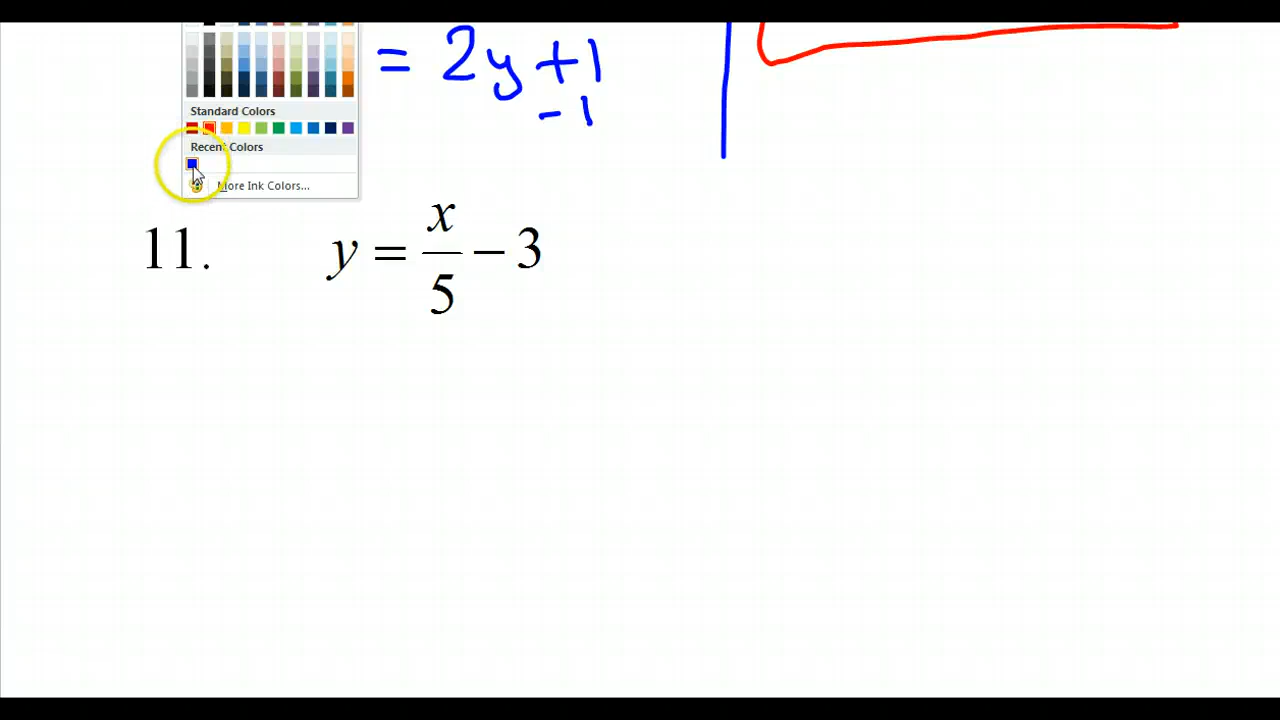 = 2y + 1
- 1
Standard Colors
Recent Colors
More Ink Colors...
11. y = x/5 - 3